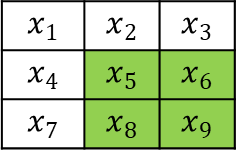 x₁ x₂ x₃
x₄ x₅ x₆
x₇ x₈ x₉